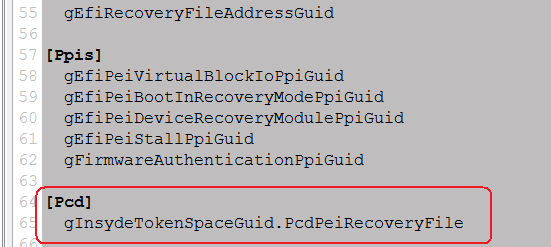 55 gEfiRecoveryFileAddressGuid
56
57 [Ppis]
58 gEfiPeiVirtualBlockIoPpiGuid
59 gEfiPeiBootInRecoveryModePpiGuid
60 gEfiPeiDeviceRecoveryModulePpiGuid
61 gEfiPeiStallPpiGuid
62 gFirmwareAuthenticationPpiGuid
63
64 [Pcd]
65 gInsydeTokenSpaceGuid.PcdPeiRecoveryFile
66